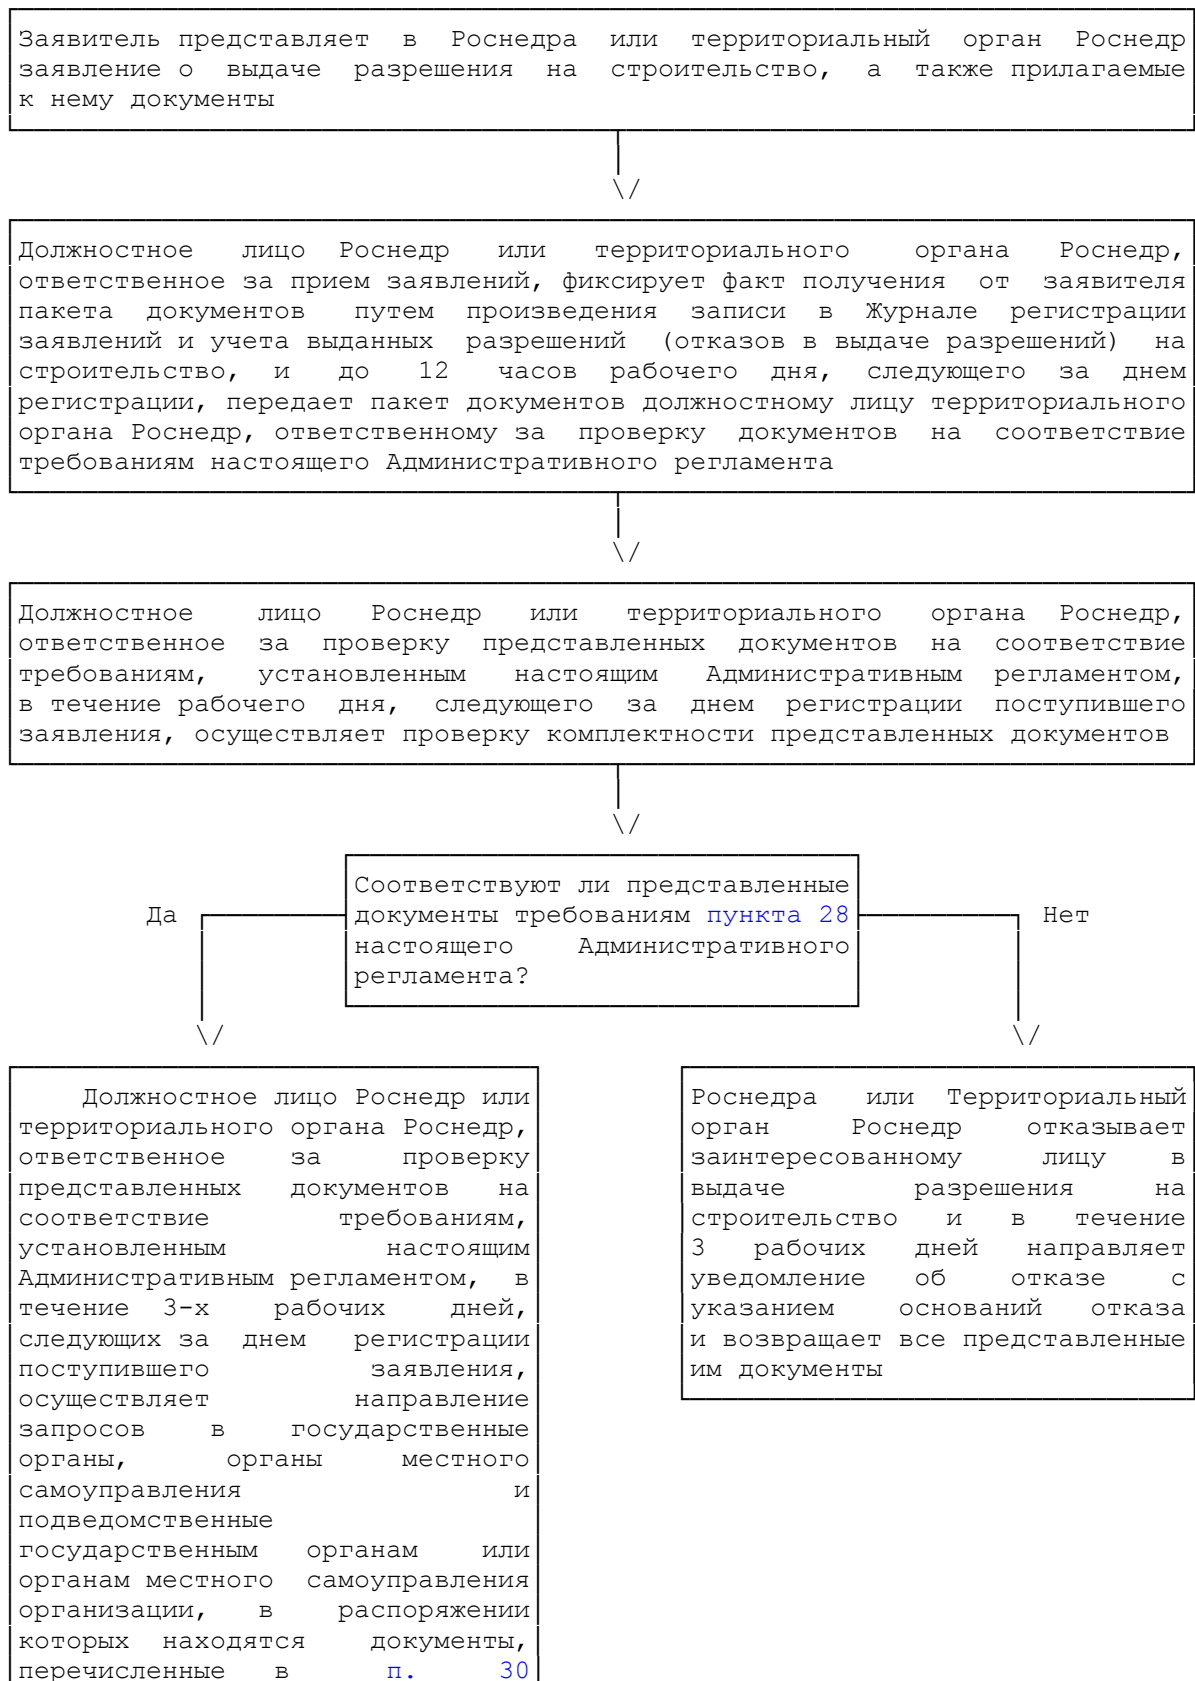 Заявитель представляет в Роснедра или территориальный орган Роснедр
заявление о выдаче разрешения на строительство, а также прилагаемые
к нему документы
Должностное лицо Роснедр или территориального органа Роснедр,
ответственное за прием заявлений, фиксирует факт получения от заявителя
пакета документов путем произведения записи в Журнале регистрации
заявлений и учета выданных разрешений (отказов в выдаче разрешений) на
строительство, и до 12 часов рабочего дня, следующего за днем
регистрации, передает пакет документов должностному лицу территориального
органа Роснедр, ответственному за проверку документов на соответствие
требованиям настоящего Административного регламента
Должностное лицо Роснедр или территориального органа Роснедр,
ответственное за проверку представленных документов на соответствие
требованиям, установленным настоящим Административным регламентом,
в течение рабочего дня, следующего за днем регистрации поступившего
заявления, осуществляет проверку комплектности представленных документов
Соответствуют ли представленные
документы требованиям пункта 28
настоящего Административного
регламента?
Да
Нет
Должностное лицо Роснедр или
территориального органа Роснедр,
ответственное за проверку
представленных документов на
соответствие требованиям,
установленным настоящим
Административным регламентом, в
течение 3-х рабочих дней,
следующих за днем регистрации
поступившего заявления,
осуществляет направление
запросов в государственные
органы, органы местного
самоуправления и
подведомственные
государственным органам или
органам местного самоуправления
организации, в распоряжении
которых находятся документы,
перечисленные в п. 30
Роснедра или Территориальный
орган Роснедр отказывает
заинтересованному лицу в
выдаче разрешения на
строительство и в течение
3 рабочих дней направляет
уведомление об отказе с
указанием оснований отказа
и возвращает все представленные
им документы